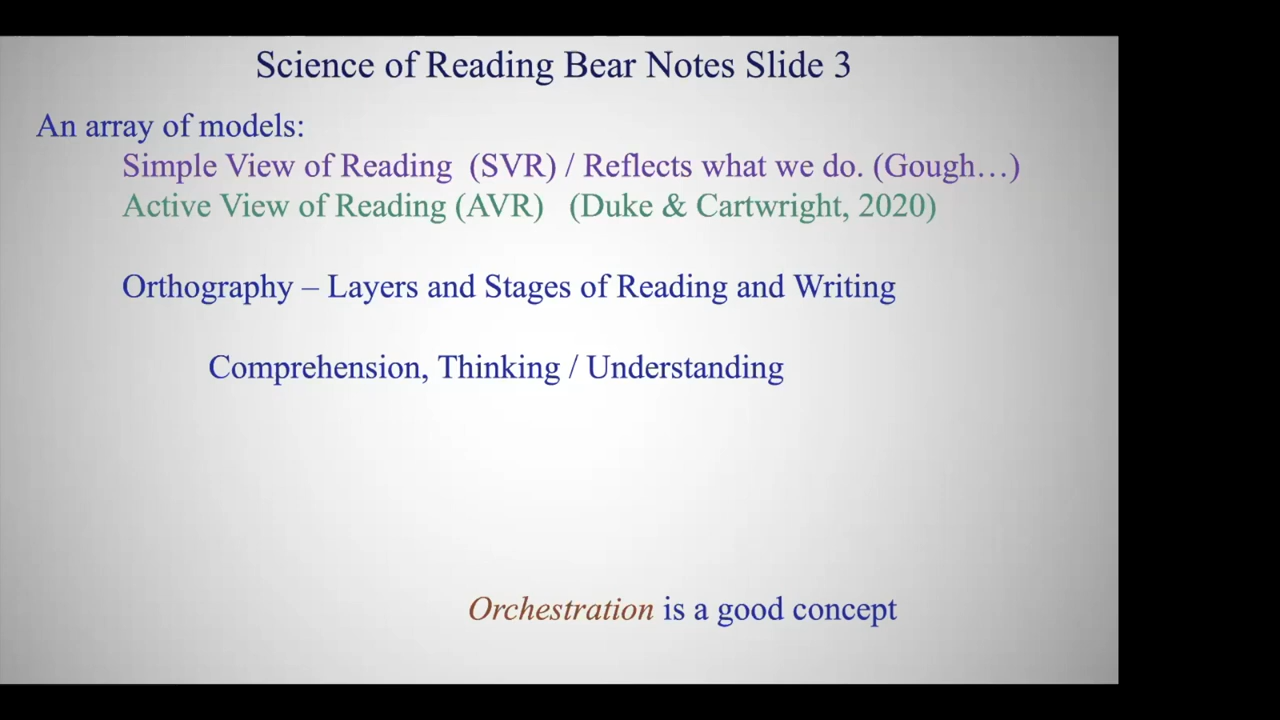 Science of Reading Bear Notes Slide 3
An array of models:
Simple View of Reading (SVR) / Reflects what we do. (Gough…)
Active View of Reading (AVR) (Duke & Cartwright, 2020)
Orthography – Layers and Stages of Reading and Writing
Comprehension, Thinking / Understanding
Orchestration is a good concept